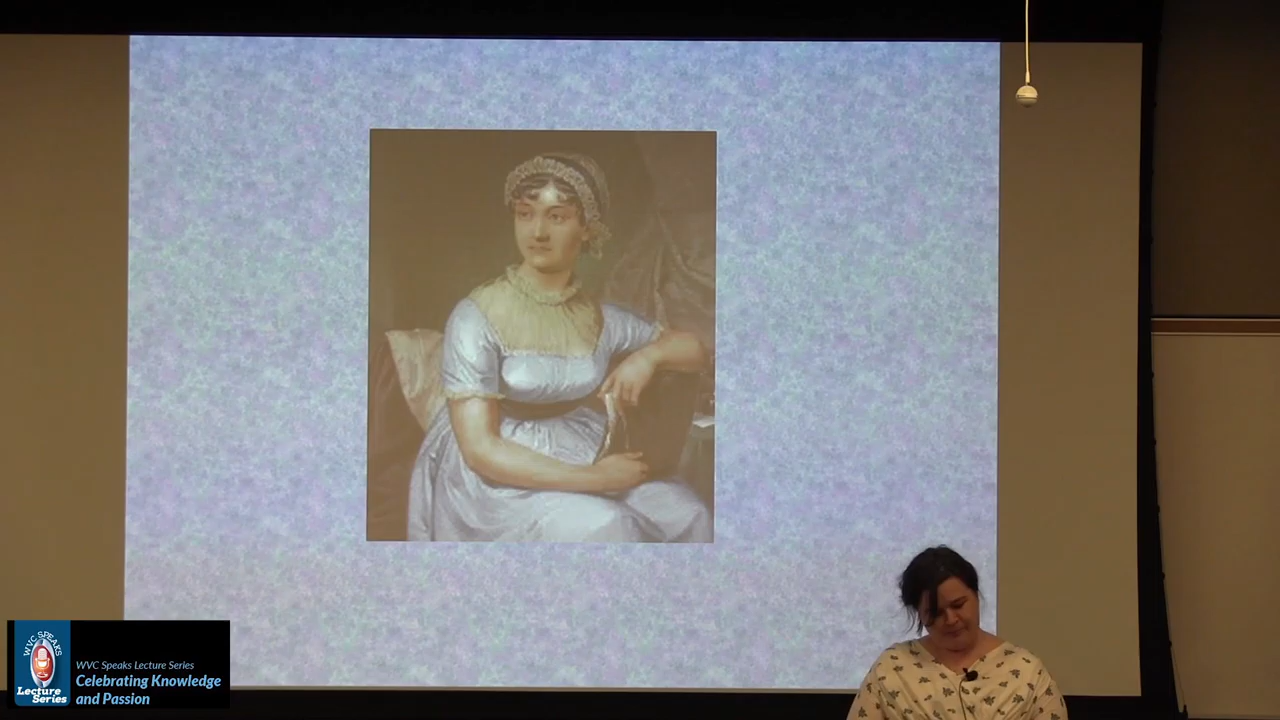 WVC SPEAKS
Lecture
Series
WVC Speaks Lecture Series
Celebrating Knowledge
and Passion